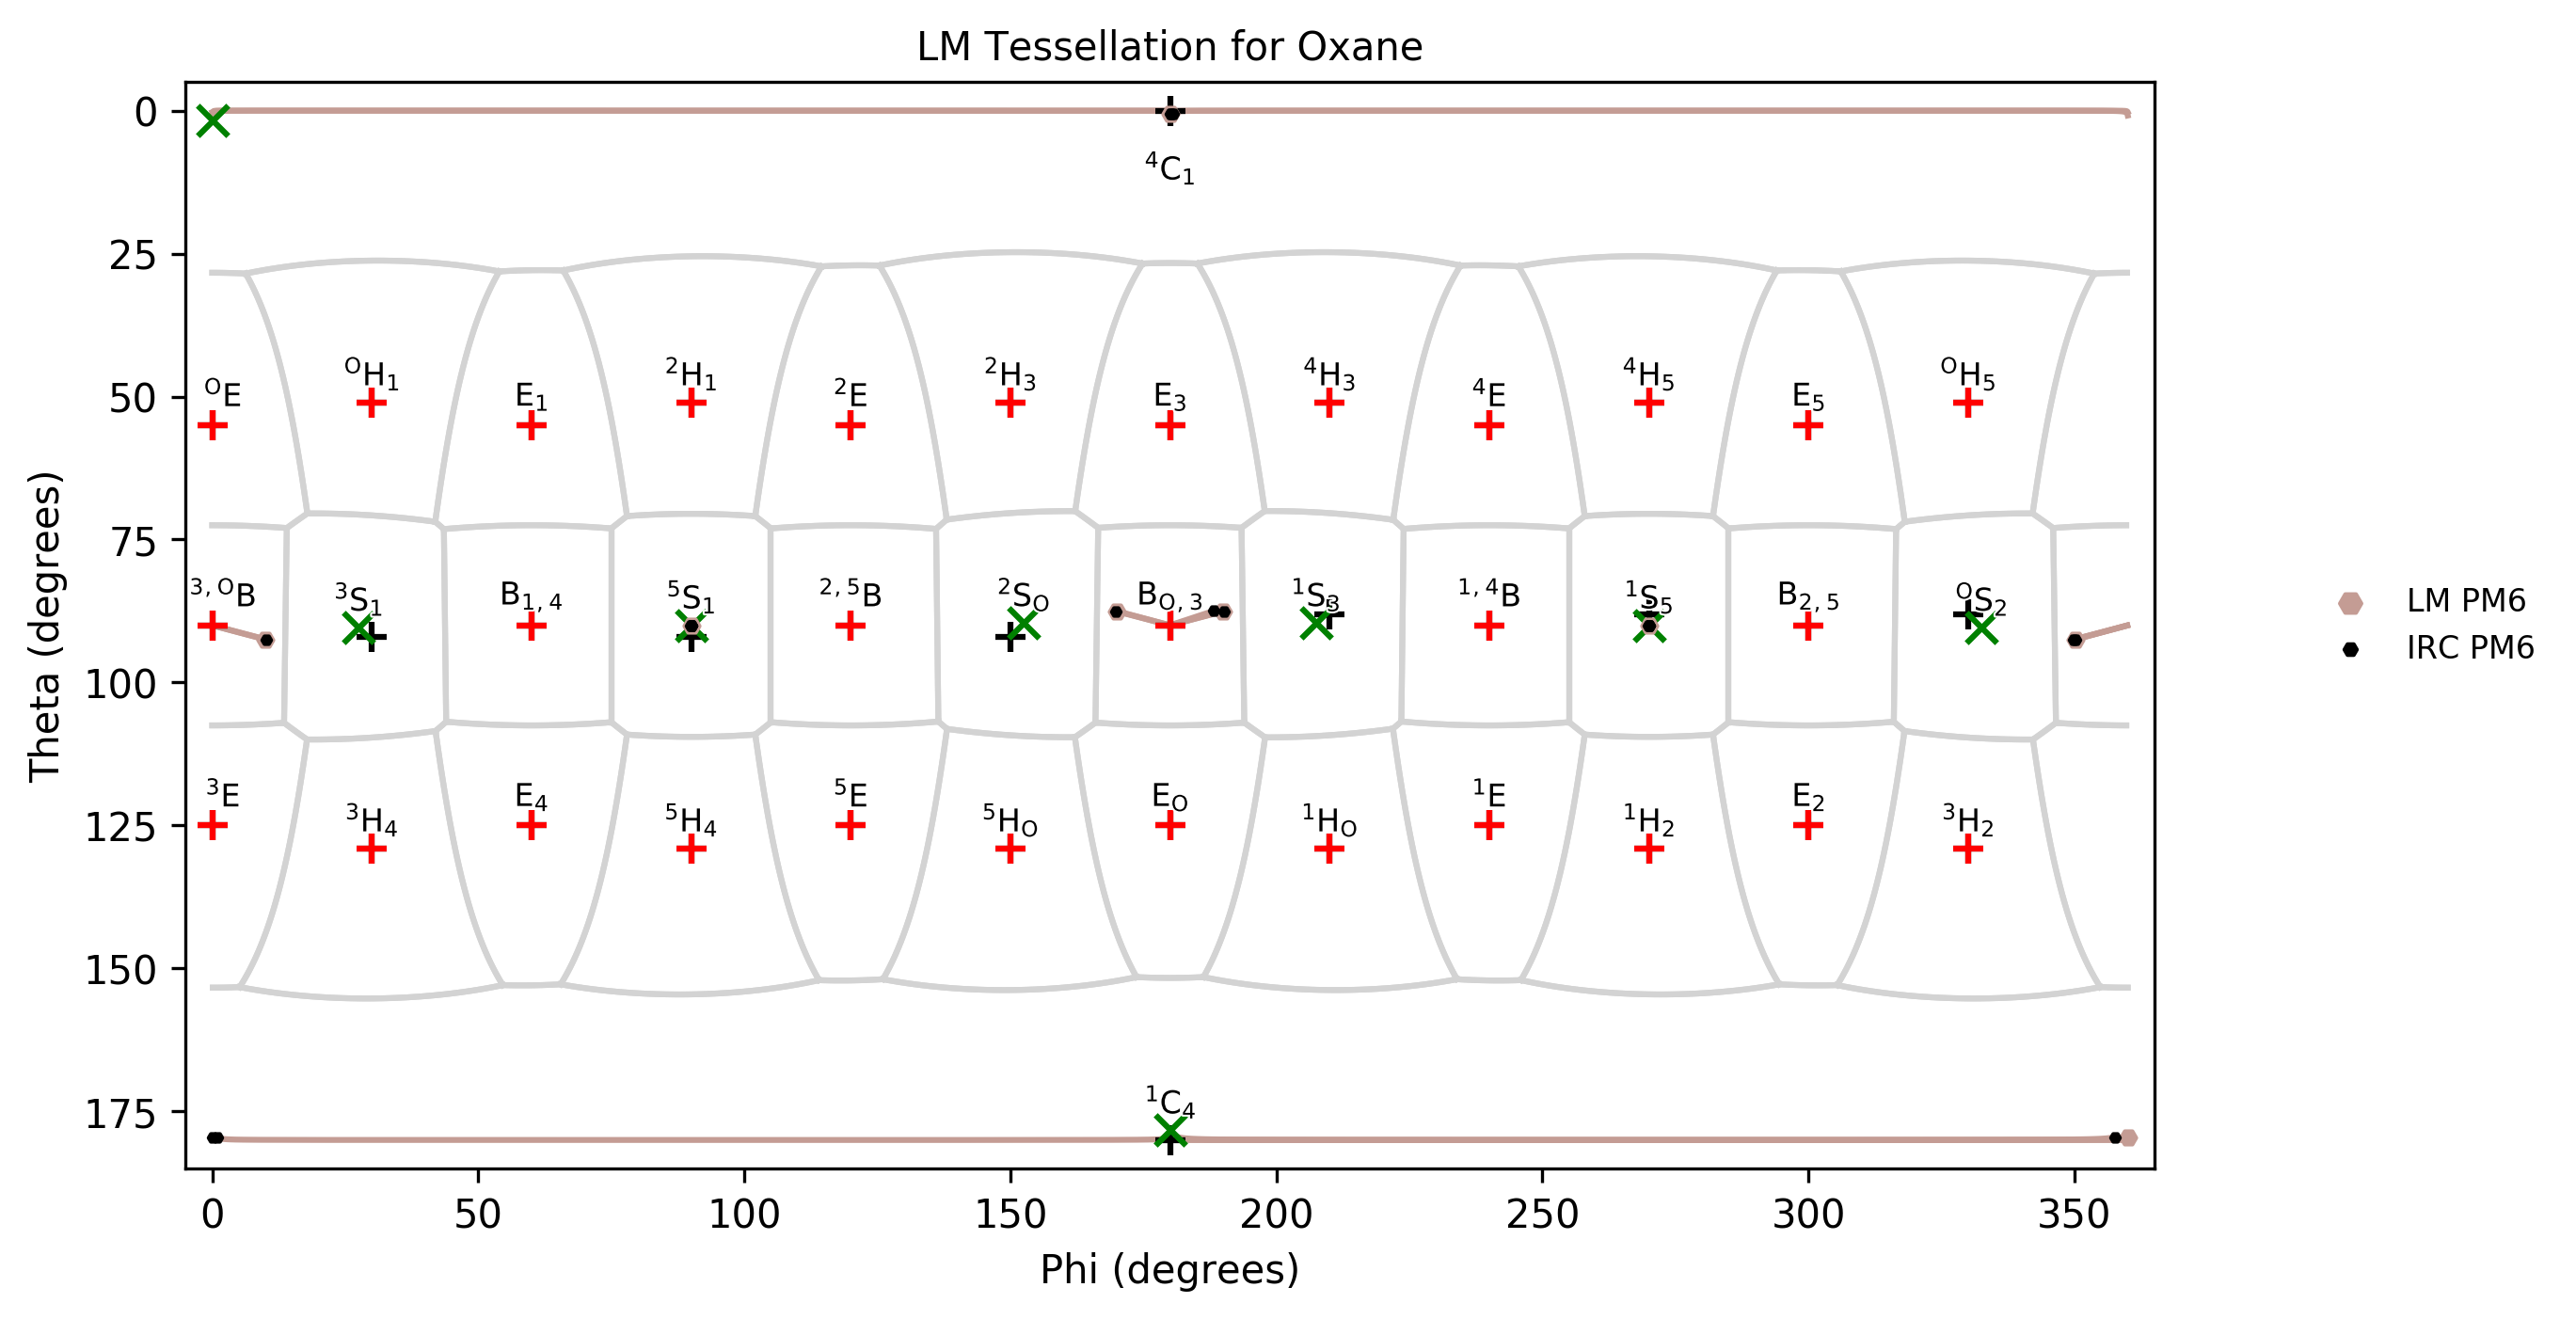 LM Tessellation for Oxane
0
⁴C₁
25
ᴼH₁ ²H₁ ²H₃ ⁴H₃ ⁴H₅ ᴼH₅
50 ᴼE E₁ ²E E₃ ⁴E E₅
75
³,ᴼB ³S₁ B₁,₄ ⁵S₁ ²,⁵B ²Sₒ Bₒ,₃ ¹S₃ ¹,⁴B ¹S₅ B₂,₅ ᴼS₂
LM PM6
IRC PM6
100
³E E₄ ⁵E Eₒ ¹E E₂
125 ³H₄ ⁵H₄ ⁵Hₒ ¹Hₒ ¹H₂ ³H₂
150
175 ¹C₄
0 50 100 150 200 250 300 350
Phi (degrees)
Theta (degrees)